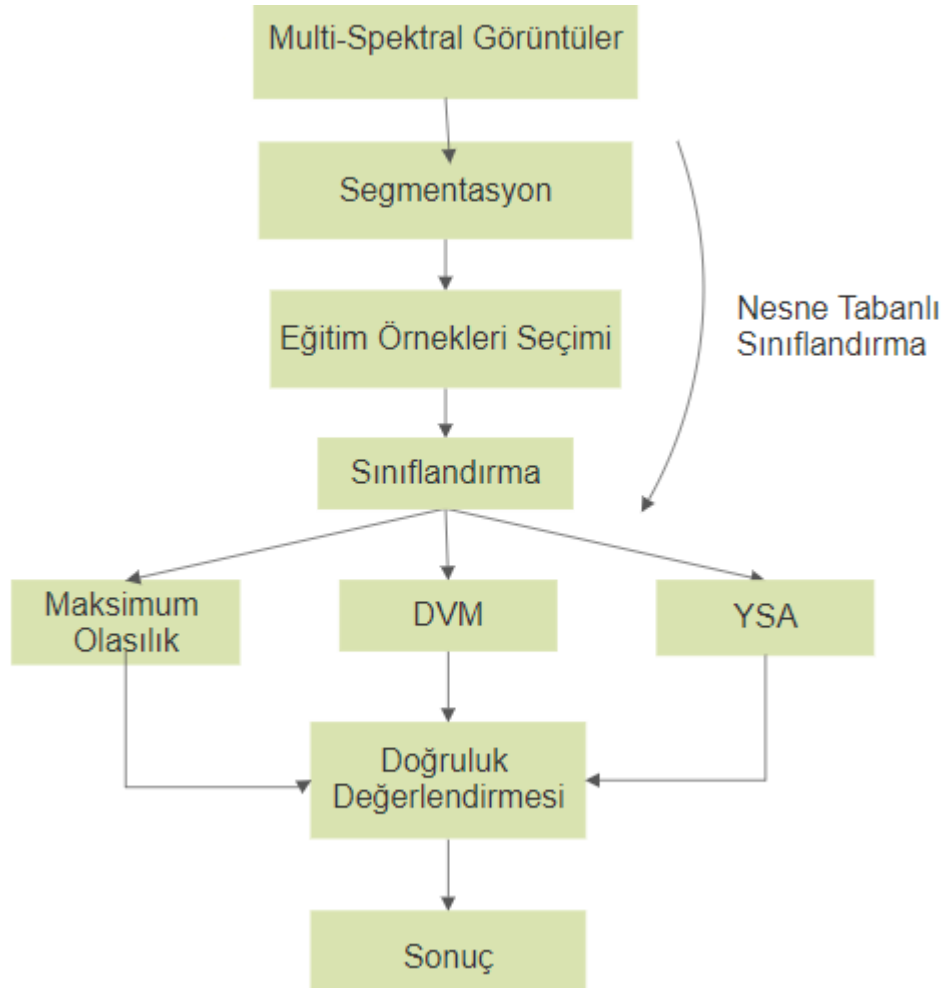 Multi-Spektral Görüntüler
Segmentasyon
Eğitim Örnekleri Seçimi
Nesne Tabanlı
Sınıflandırma
Sınıflandırma
Maksimum
Olasılık
DVM
YSA
Doğruluk
Değerlendirmesi
Sonuç